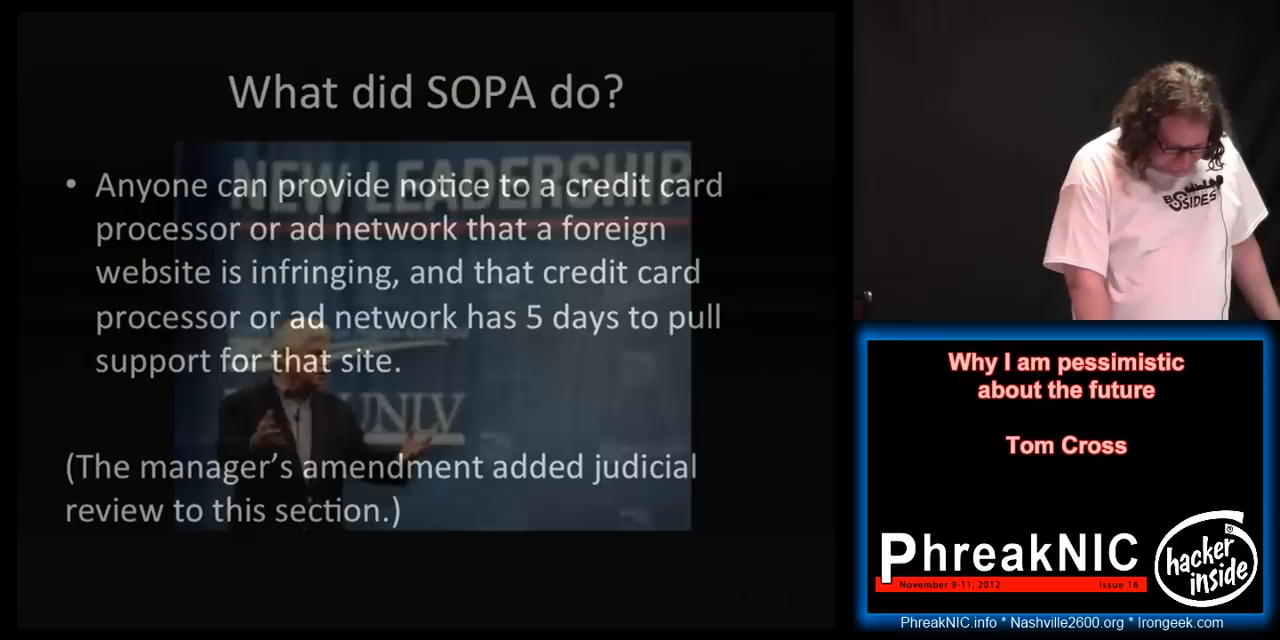 What did SOPA do?
• Anyone can provide notice to a credit card
processor or ad network that a foreign
website is infringing, and that credit card
processor or ad network has 5 days to pull
support for that site.
(The manager's amendment added judicial
review to this section.)
NEW LEADERSHIP
UNLV
B SIDES
Why I am pessimistic
about the future
Tom Cross
PhreakNIC
November 9-11, 2012
Issue 16
hacker
inside
PhreakNIC.info * Nashville2600.org * Irongeek.com